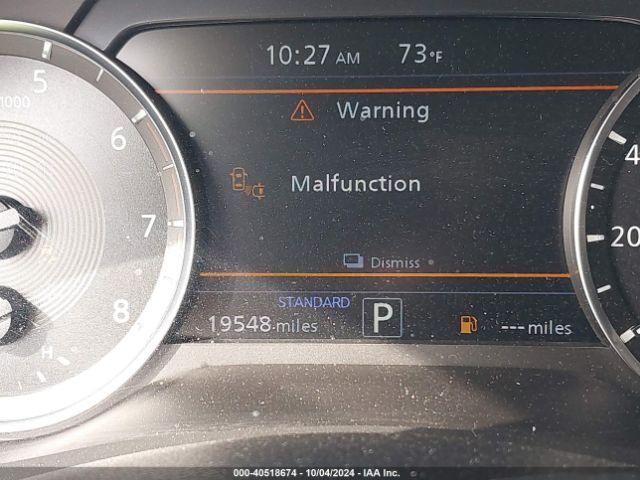 10:27 AM 73°F
5
x1000
6
Warning
4
Malfunction
7
20
Dismiss
STANDARD
8
19548 miles P --- miles
H
000-40518674 | 10/04/2024 | IAA Inc.